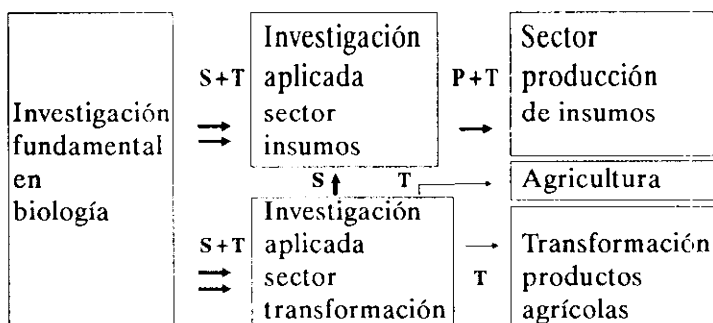 Investigación
fundamental
en
biología
S+T
Investigación
aplicada
sector
insumos
P+T
Sector
producción
de insumos
S
T
Agricultura
S+T
Investigación
aplicada
sector
transformación
T
Transformación
productos
agrícolas